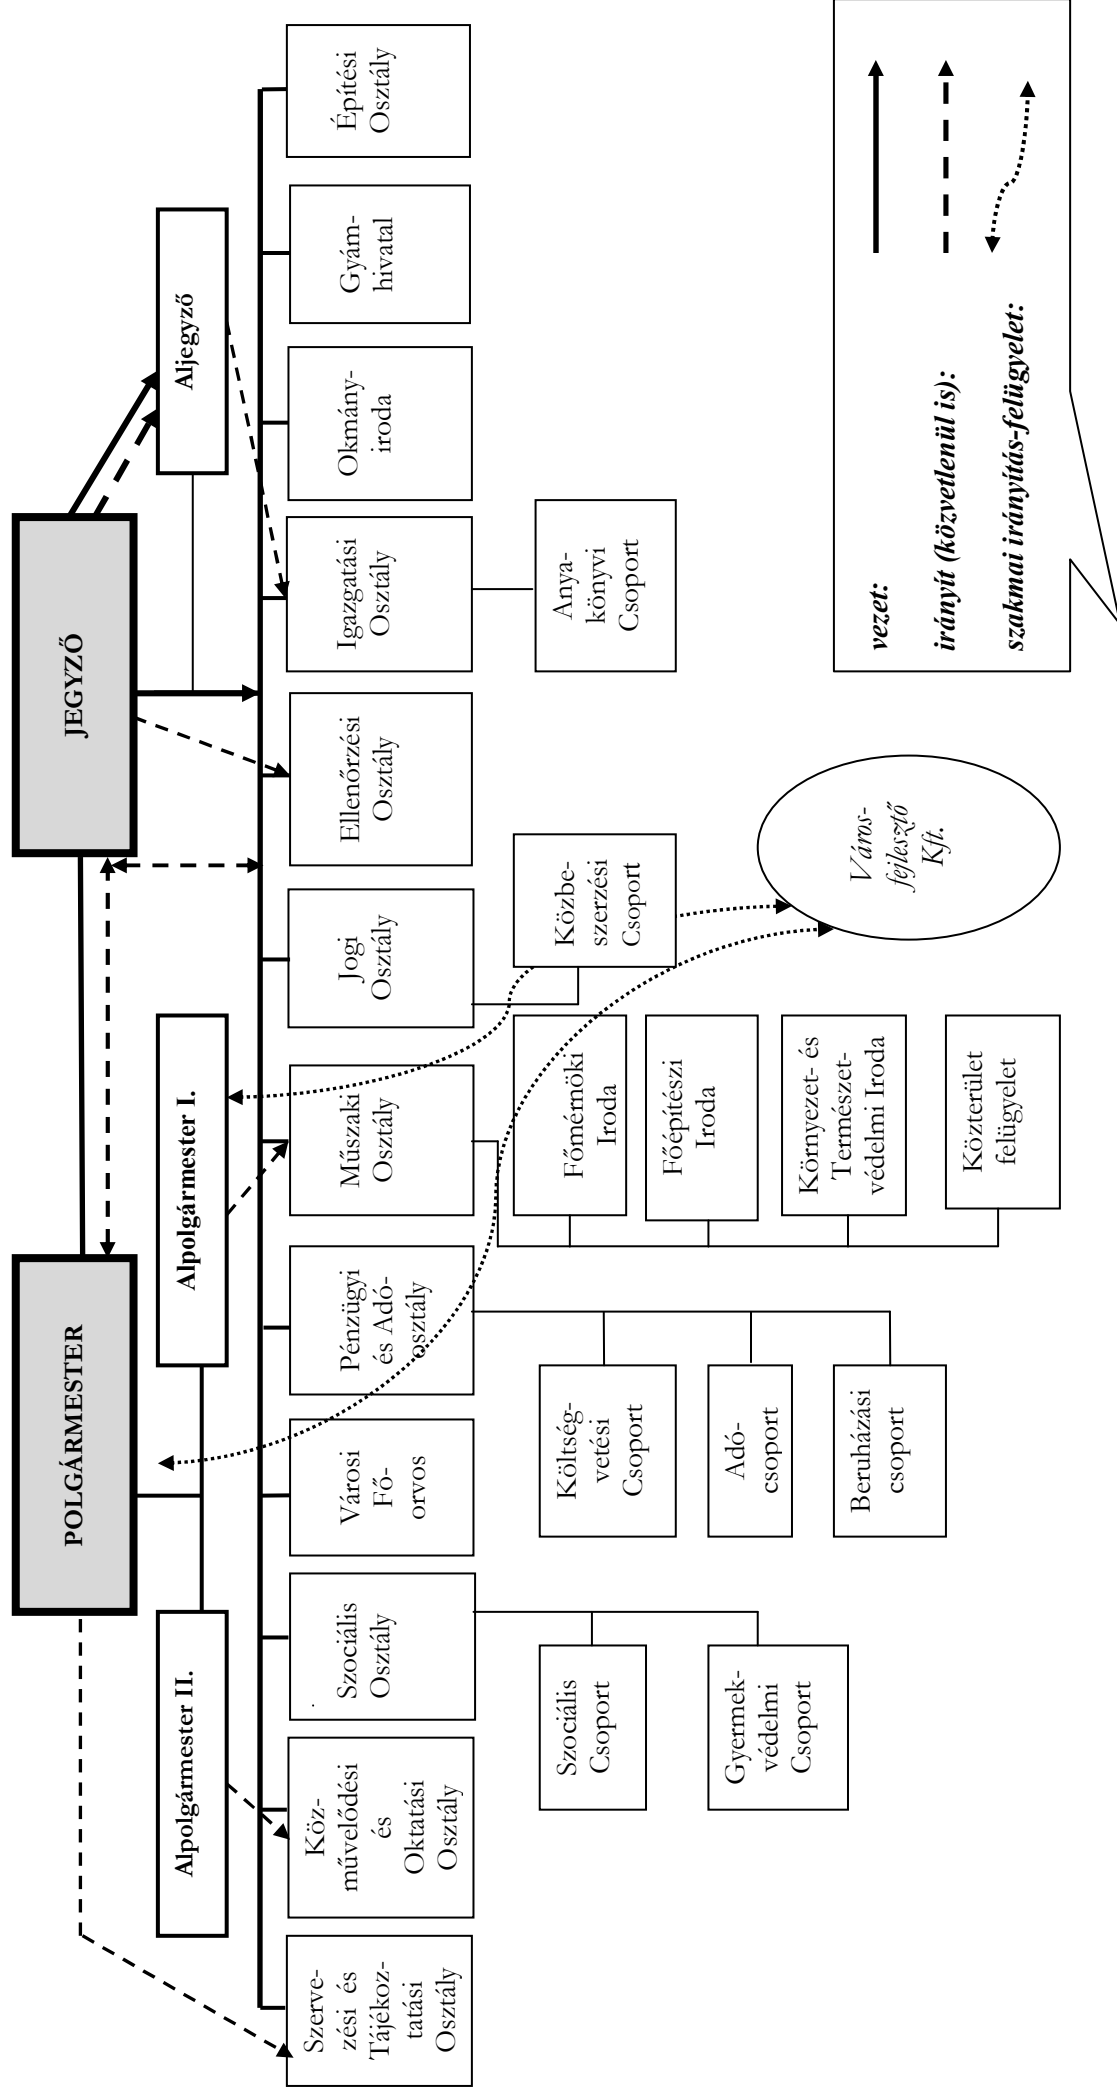 POLGÁRMESTER
JEGYZŐ
Alpolgármester II.
Alpolgármester I.
Aljegyző
Szerve-
zési és
Tájékoz-
tatási
Osztály
Köz-
művelődési
és
Oktatási
Osztály
Szociális
Osztály
Városi
Fő-
orvos
Pénzügyi
és Adó-
osztály
Műszaki
Osztály
Jogi
Osztály
Ellenőrzési
Osztály
Igazgatási
Osztály
Okmány-
iroda
Gyám-
hivatal
Építési
Osztály
Szociális
Csoport
Gyermek-
védelmi
Csoport
Költség-
vetési
Csoport
Adó-
csoport
Beruházási
csoport
Főmérnöki
Iroda
Főépítészi
Iroda
Környezet- és
Természet-
védelmi Iroda
Közterület
felügyelet
Közbe-
szerzési
Csoport
Anya-
könyvi
Csoport
Város-
fejlesztő
Kft.
vezet:
irányít (közvetlenül is):
szakmai irányítás-felügyelet: